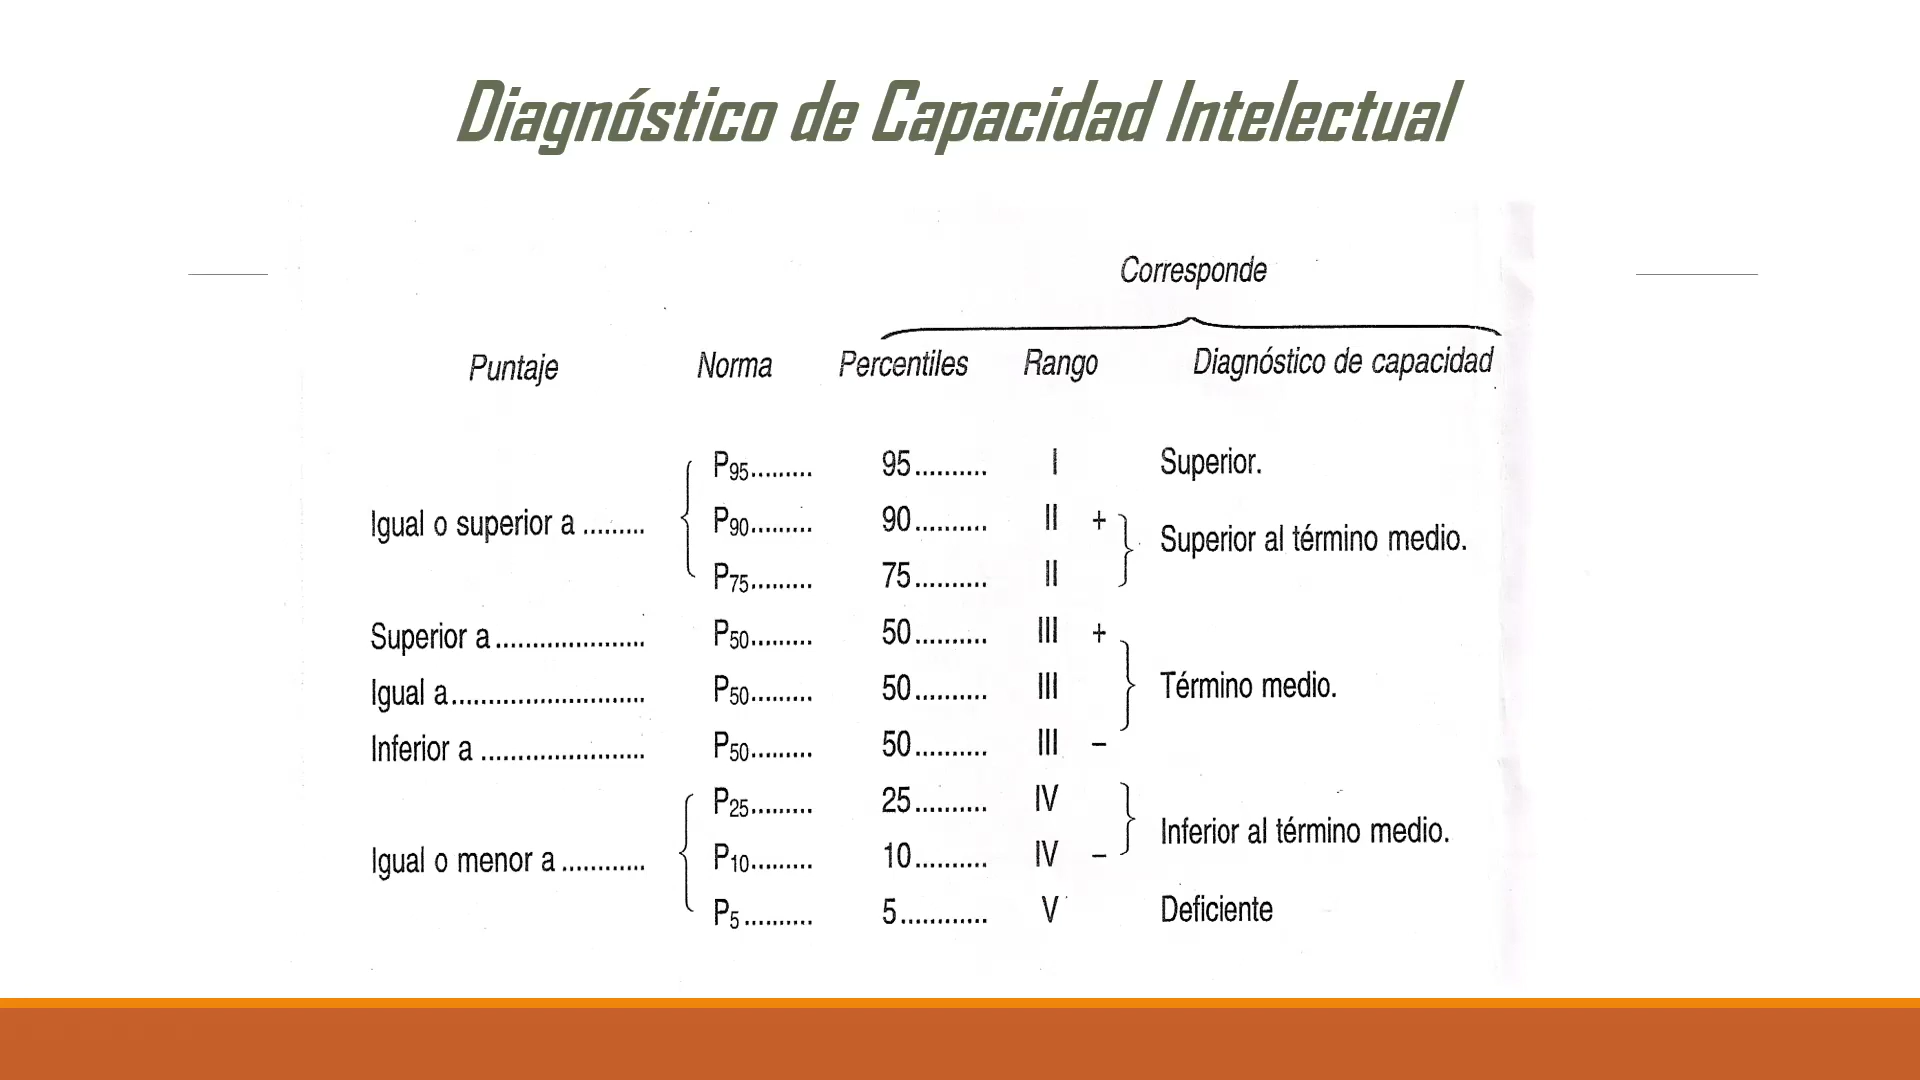 Diagnóstico de Capacidad Intelectual
Corresponde
Puntaje Norma Percentiles Rango Diagnóstico de capacidad
P95......... 95.......... I Superior.
Igual o superior a ......... P90......... 90.......... II + Superior al término medio.
P75......... 75.......... II
Superior a ..................... P50......... 50.......... III +
Igual a.......................... P50......... 50.......... III Término medio.
Inferior a ...................... P50......... 50.......... III –
P25......... 25.......... IV Inferior al término medio.
Igual o menor a ............ P10......... 10.......... IV –
P5.......... 5............ V Deficiente